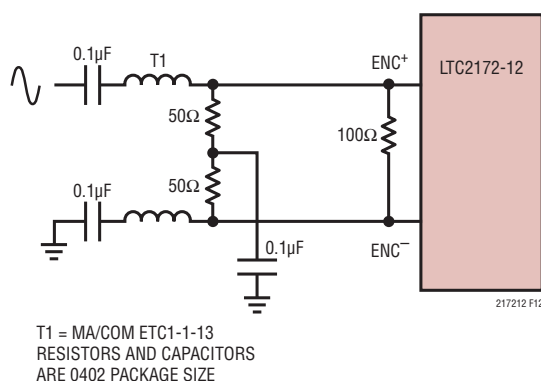 0.1µF
T1
ENC+
LTC2172-12
50Ω
100Ω
50Ω
0.1µF
0.1µF
ENC–
217212 F12
T1 = MA/COM ETC1-1-13
RESISTORS AND CAPACITORS
ARE 0402 PACKAGE SIZE